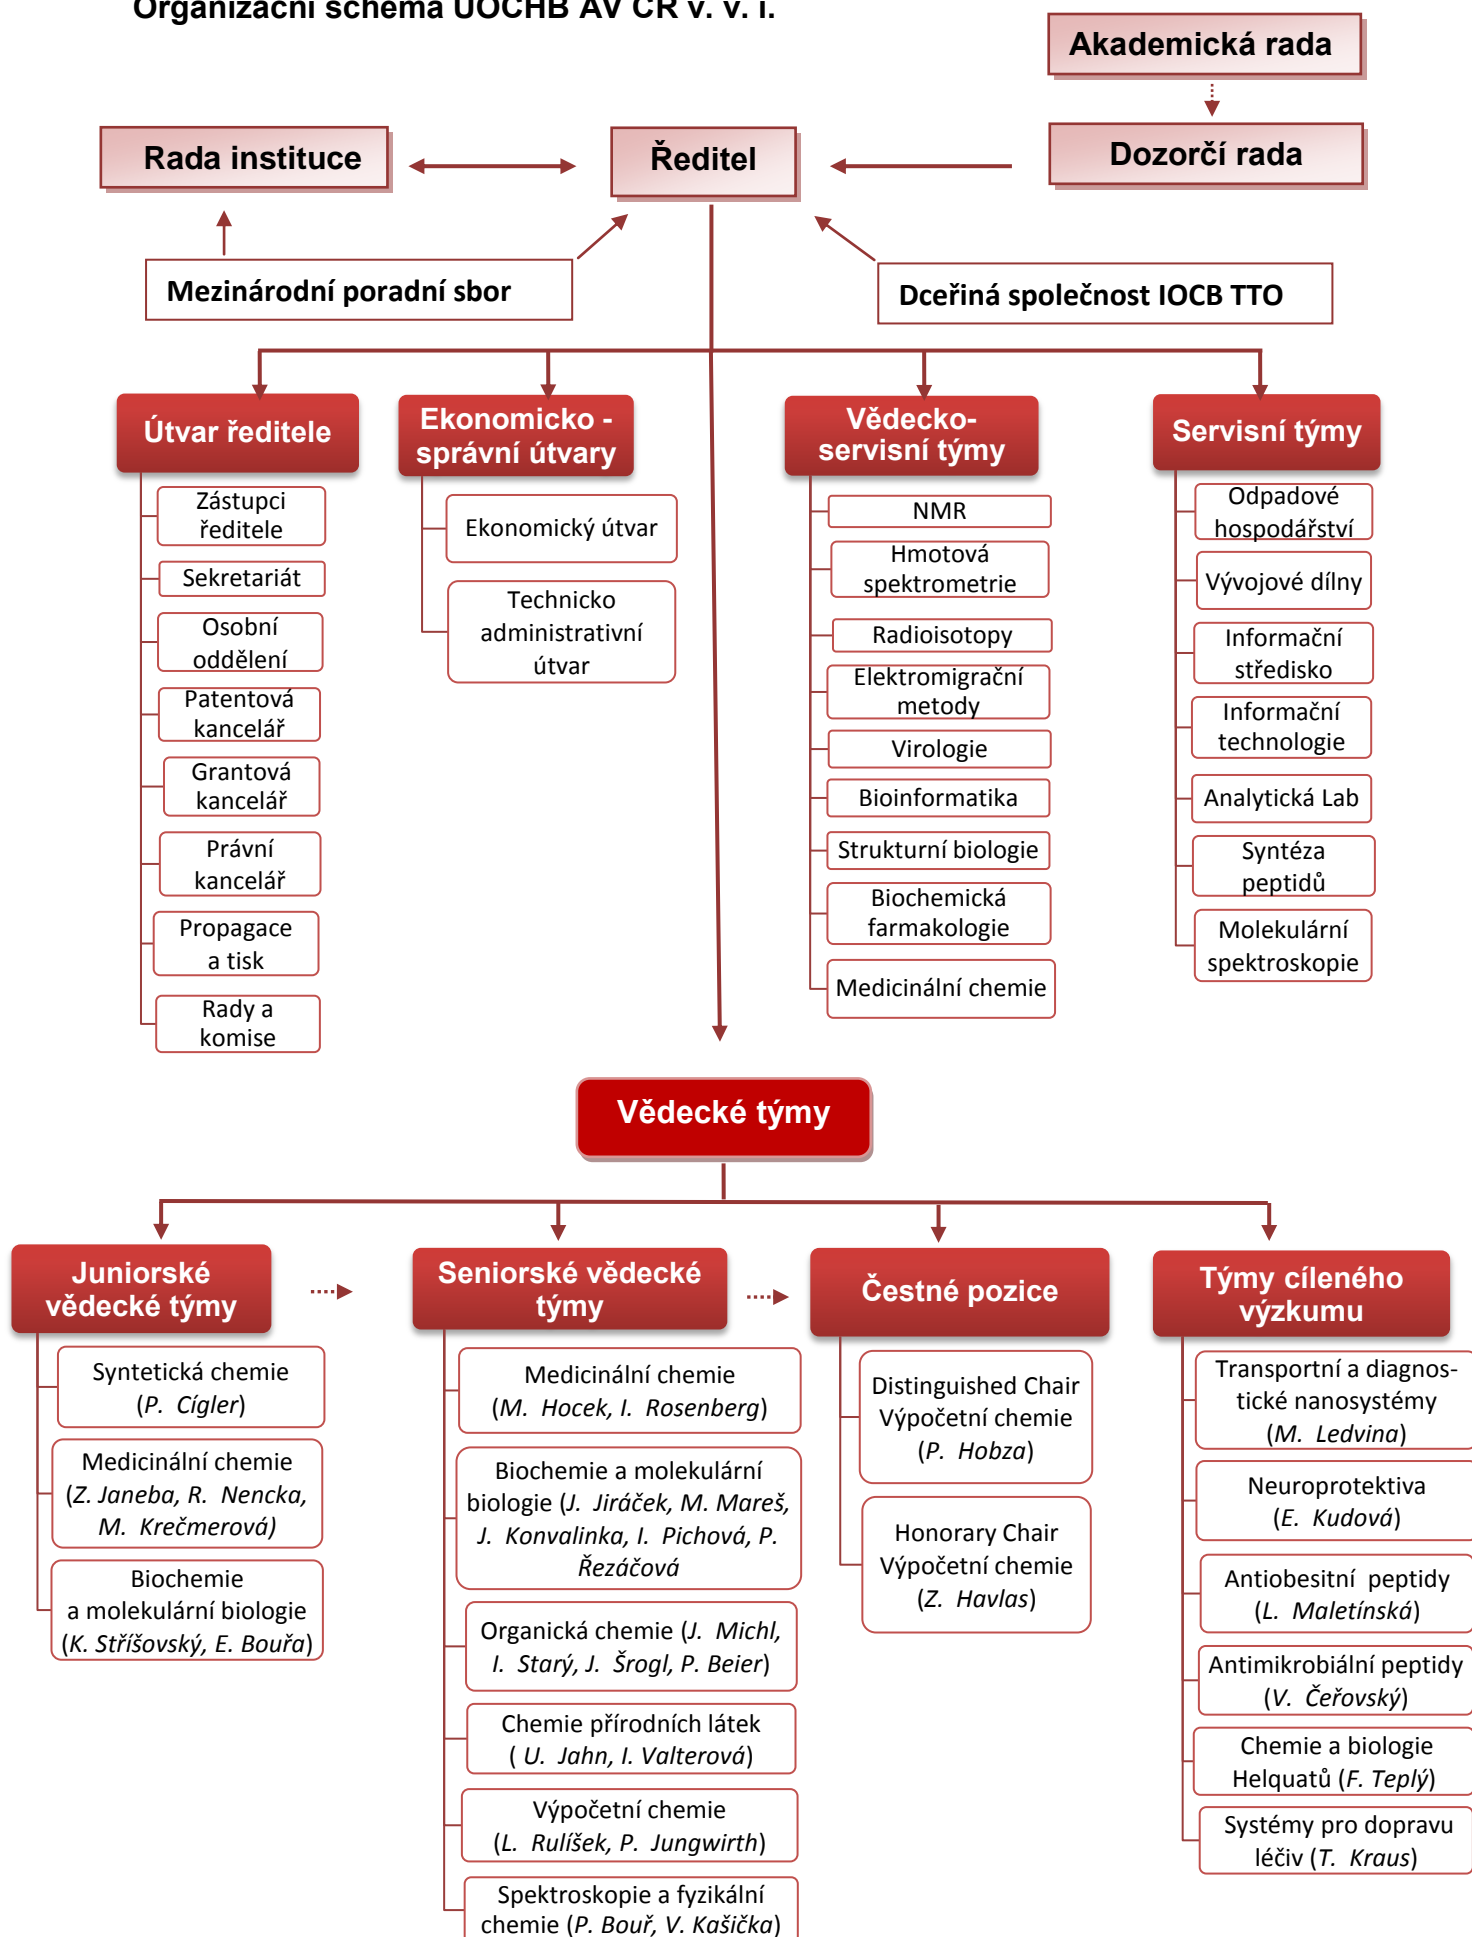 Organizační schéma ÚOCHB AV ČR v. v. i.
Akademická rada
Rada instituce
Ředitel
Dozorčí rada
Mezinárodní poradní sbor
Dceřiná společnost IOCB TTO
Útvar ředitele
Zástupci
ředitele
Sekretariát
Osobní
oddělení
Patentová
kancelář
Grantová
kancelář
Právní
kancelář
Propagace
a tisk
Rady a
komise
Ekonomicko -
správní útvary
Ekonomický útvar
Technicko
administrativní
útvar
Vědecko-
servisní týmy
NMR
Hmotová
spektrometrie
Radioisotopy
Elektromigrační
metody
Virologie
Bioinformatika
Strukturní biologie
Biochemická
farmakologie
Medicinální chemie
Servisní týmy
Odpadové
hospodářství
Vývojové dílny
Informační
středisko
Informační
technologie
Analytická Lab
Syntéza
peptidů
Molekulární
spektroskopie
Vědecké týmy
Juniorské
vědecké týmy
Syntetická chemie
(P. Cígler)
Medicinální chemie
(Z. Janeba, R. Nencka,
M. Krečmerová)
Biochemie
a molekulární biologie
(K. Stříšovský, E. Bouřa)
Seniorské vědecké
týmy
Medicinální chemie
(M. Hocek, I. Rosenberg)
Biochemie a molekulární
biologie (J. Jiráček, M. Mareš,
J. Konvalinka, I. Pichová, P.
Řezáčová
Organická chemie (J. Michl,
I. Starý, J. Šrogl, P. Beier)
Chemie přírodních látek
( U. Jahn, I. Valterová)
Výpočetní chemie
(L. Rulíšek, P. Jungwirth)
Spektroskopie a fyzikální
chemie (P. Bouř, V. Kašička)
Čestné pozice
Distinguished Chair
Výpočetní chemie
(P. Hobza)
Honorary Chair
Výpočetní chemie
(Z. Havlas)
Týmy cíleného
výzkumu
Transportní a diagnos-
tické nanosystémy
(M. Ledvina)
Neuroprotektiva
(E. Kudová)
Antiobesitní peptidy
(L. Maletínská)
Antimikrobiální peptidy
(V. Čeřovský)
Chemie a biologie
Helquatů (F. Teplý)
Systémy pro dopravu
léčiv (T. Kraus)